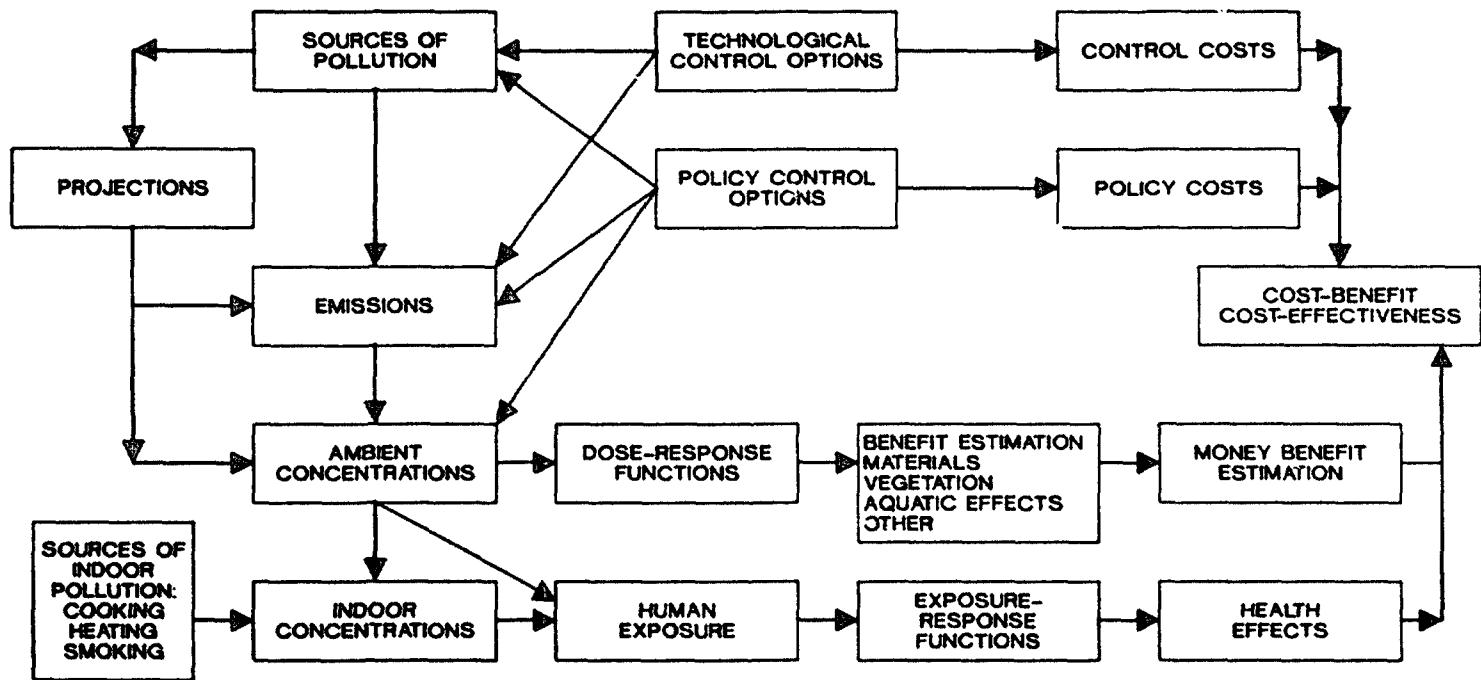 SOURCES OF
POLLUTION
TECHNOLOGICAL
CONTROL OPTIONS
CONTROL COSTS
PROJECTIONS
POLICY CONTROL
OPTIONS
POLICY COSTS
EMISSIONS
COST-BENEFIT
COST-EFFECTIVENESS
AMBIENT
CONCENTRATIONS
DOSE-RESPONSE
FUNCTIONS
BENEFIT ESTIMATION
MATERIALS
VEGETATION
AQUATIC EFFECTS
OTHER
MONEY BENEFIT
ESTIMATION
SOURCES OF
INDOOR
POLLUTION:
COOKING
HEATING
SMOKING
INDOOR
CONCENTRATIONS
HUMAN
EXPOSURE
EXPOSURE-
RESPONSE
FUNCTIONS
HEALTH
EFFECTS